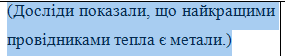 (Досліди показали, що найкращими
провідниками тепла є метали.)